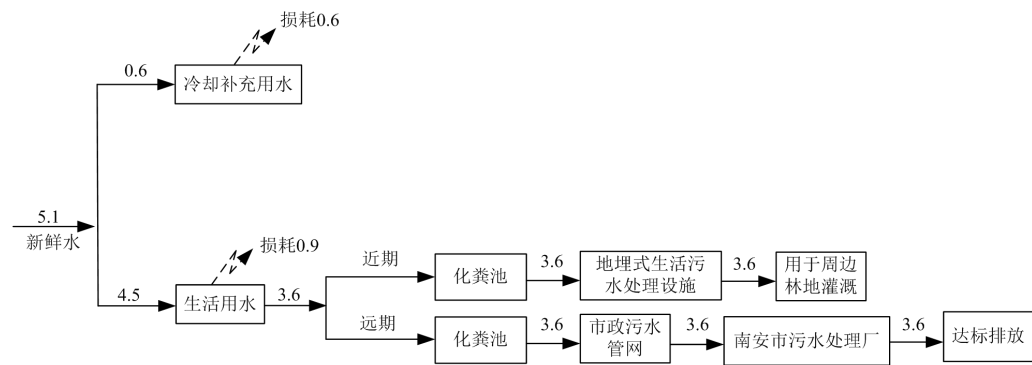 损耗0.6
0.6
冷却补充用水
5.1
新鲜水
损耗0.9
4.5
生活用水
3.6
近期
化粪池
3.6
地埋式生活污
水处理设施
3.6
用于周边
林地灌溉
远期
化粪池
3.6
市政污水
管网
3.6
南安市污水处理厂
3.6
达标排放